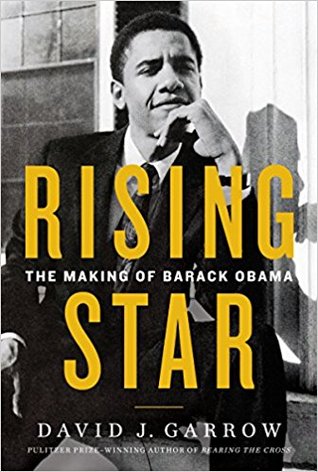 RISING
THE MAKING OF BARACK OBAMA
STAR
DAVID J. GARROW
PULITZER PRIZE–WINNING AUTHOR OF BEARING THE CROSS